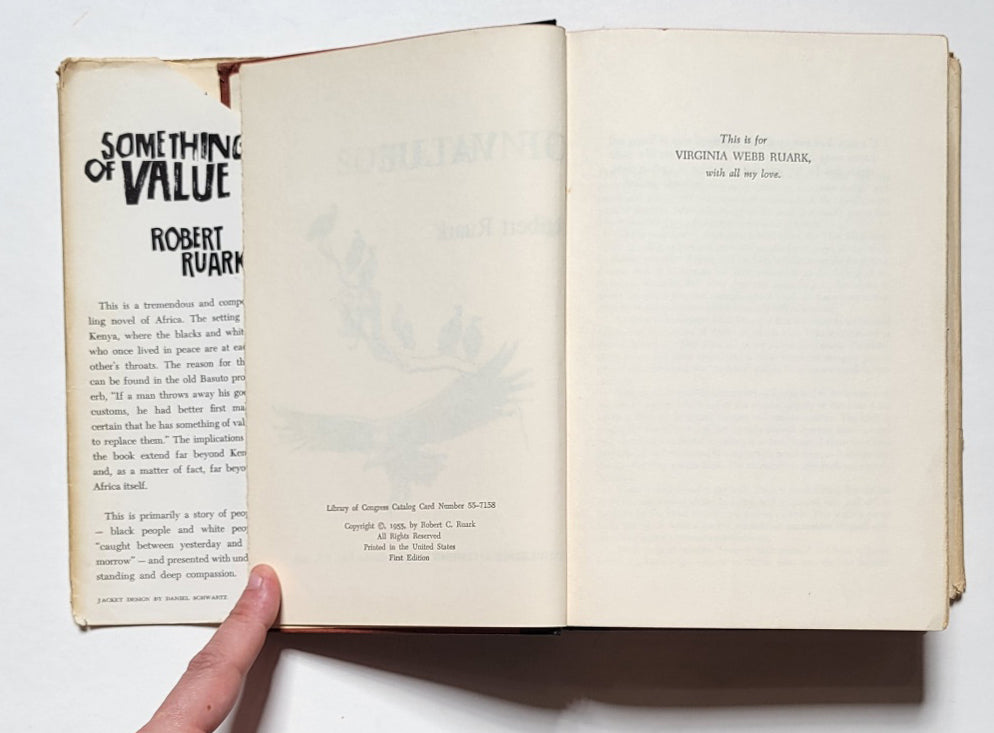 SOMETHING
OF VALUE
ROBERT
RUARK
This is a tremendous and compe
ling novel of Africa. The setting
Kenya, where the blacks and whit
who once lived in peace are at ea
other's throats. The reason for th
can be found in the old Basuto pro
erb, "If a man throws away his go
customs, he had better first ma
certain that he has something of val
to replace them." The implications
the book extend far beyond Ken
and, as a matter of fact, far beyo
Africa itself.
This is primarily a story of peo
— black people and white peo
"caught between yesterday and
morrow" — and presented with und
standing and deep compassion.
JACKET DESIGN BY DANIEL SCHWARTZ
Library of Congress Catalog Card Number 55-7158
Copyright ©, 1955, by Robert C. Ruark
All Rights Reserved
Printed in the United States
First Edition
This is for
VIRGINIA WEBB RUARK,
with all my love.